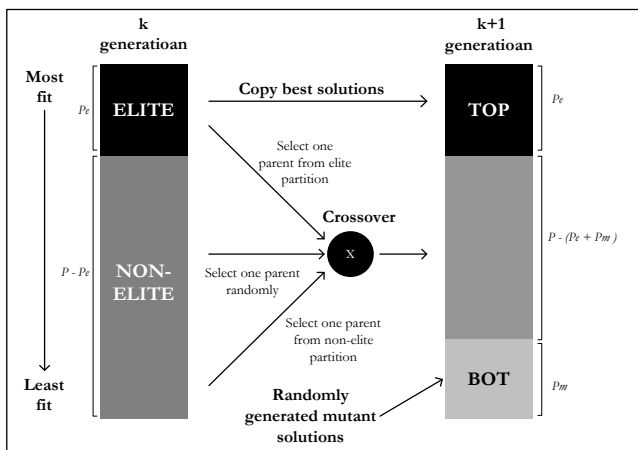 k
generatioan
k+1
generatioan
Most
fit
Pe
ELITE
Copy best solutions
TOP
Pe
Select one
parent from elite
partition
Crossover
X
P - Pe
NON-
ELITE
Select one parent
randomly
P - (Pe + Pm )
Select one parent
from non-elite
partition
Least
fit
Randomly
generated mutant
solutions
BOT
Pm